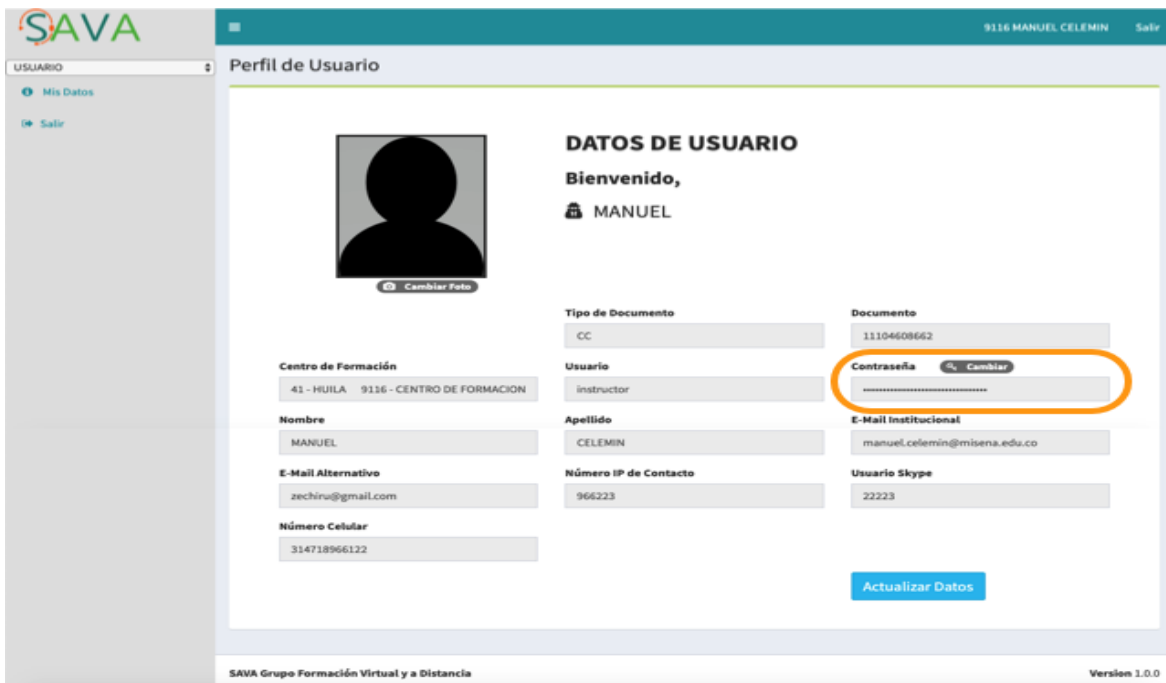 SAVA
9116 MANUEL CELEMIN Salir
USUARIO
Mis Datos
Salir
Perfil de Usuario
DATOS DE USUARIO
Bienvenido,
MANUEL
Cambiar Foto
Tipo de Documento Documento
CC 11104608662
Centro de Formación Usuario Contraseña Cambiar
41 - HUILA 9116 - CENTRO DE FORMACION instructor
Nombre Apellido E-Mail Institucional
MANUEL CELEMIN manuel.celemin@misena.edu.co
E-Mail Alternativo Número IP de Contacto Usuario Skype
zechiru@gmail.com 966223 22223
Número Celular
314718966122
Actualizar Datos
SAVA Grupo Formación Virtual y a Distancia Version 1.0.0